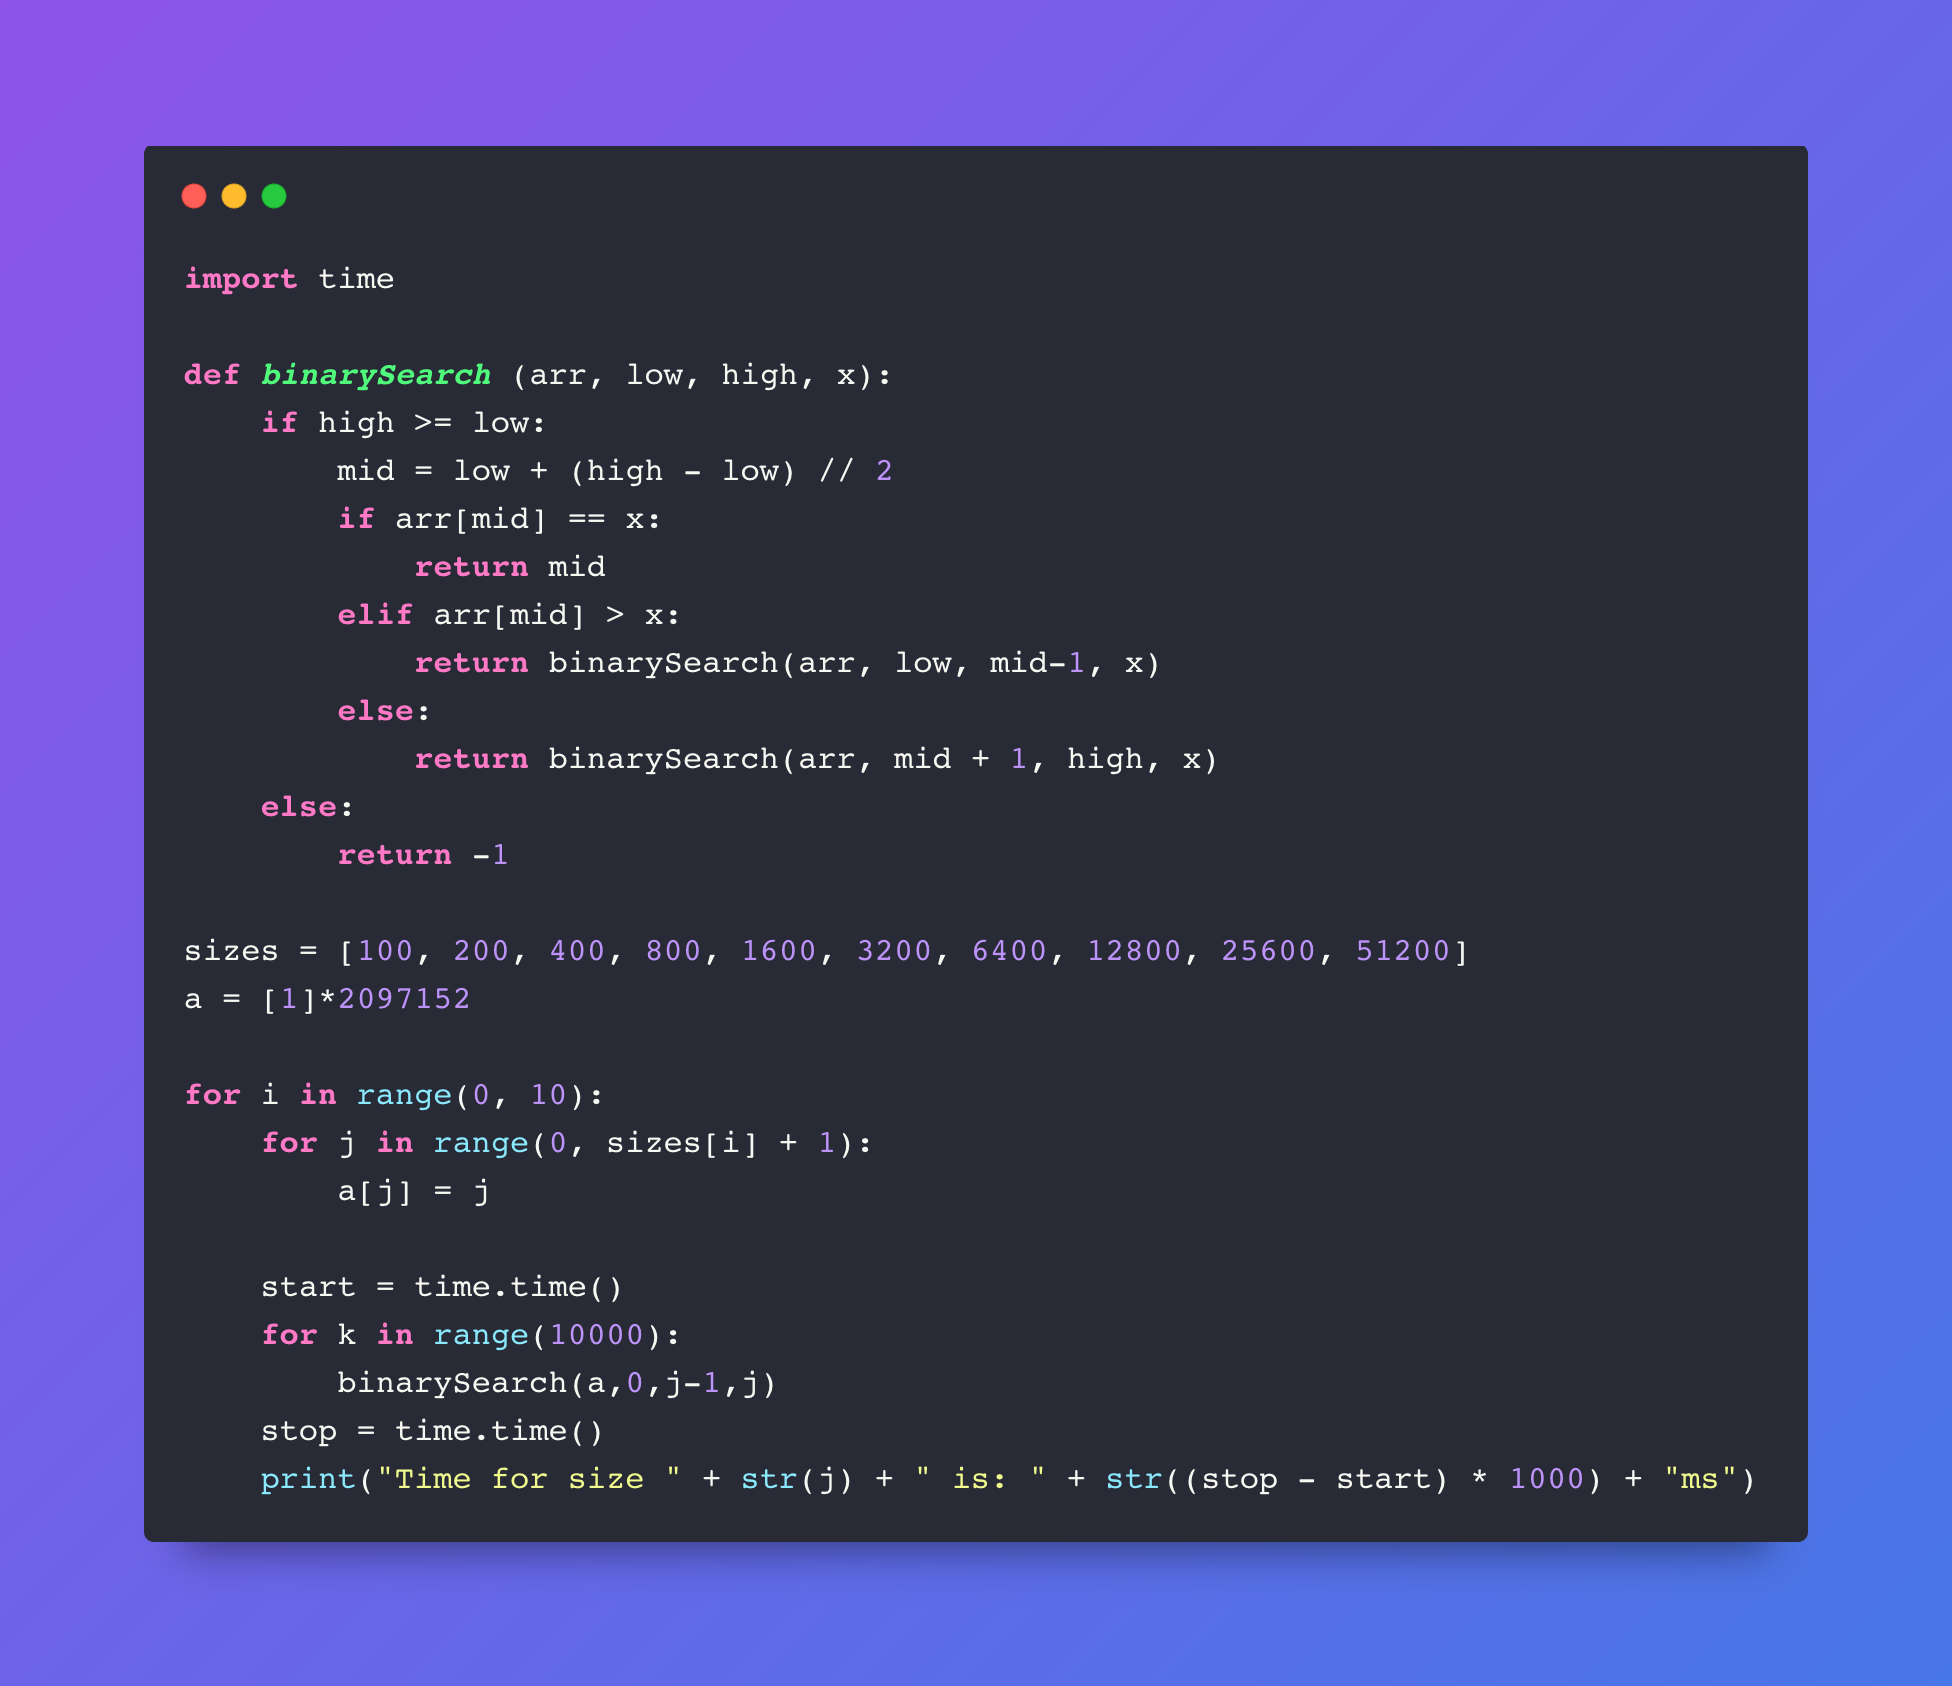 import time

def binarySearch (arr, low, high, x):
    if high >= low:
        mid = low + (high - low) // 2
        if arr[mid] == x:
            return mid
        elif arr[mid] > x:
            return binarySearch(arr, low, mid-1, x)
        else:
            return binarySearch(arr, mid + 1, high, x)
    else:
        return -1

sizes = [100, 200, 400, 800, 1600, 3200, 6400, 12800, 25600, 51200]
a = [1]*2097152

for i in range(0, 10):
    for j in range(0, sizes[i] + 1):
        a[j] = j

    start = time.time()
    for k in range(10000):
        binarySearch(a,0,j-1,j)
    stop = time.time()
    print("Time for size " + str(j) + " is: " + str((stop - start) * 1000) + "ms")